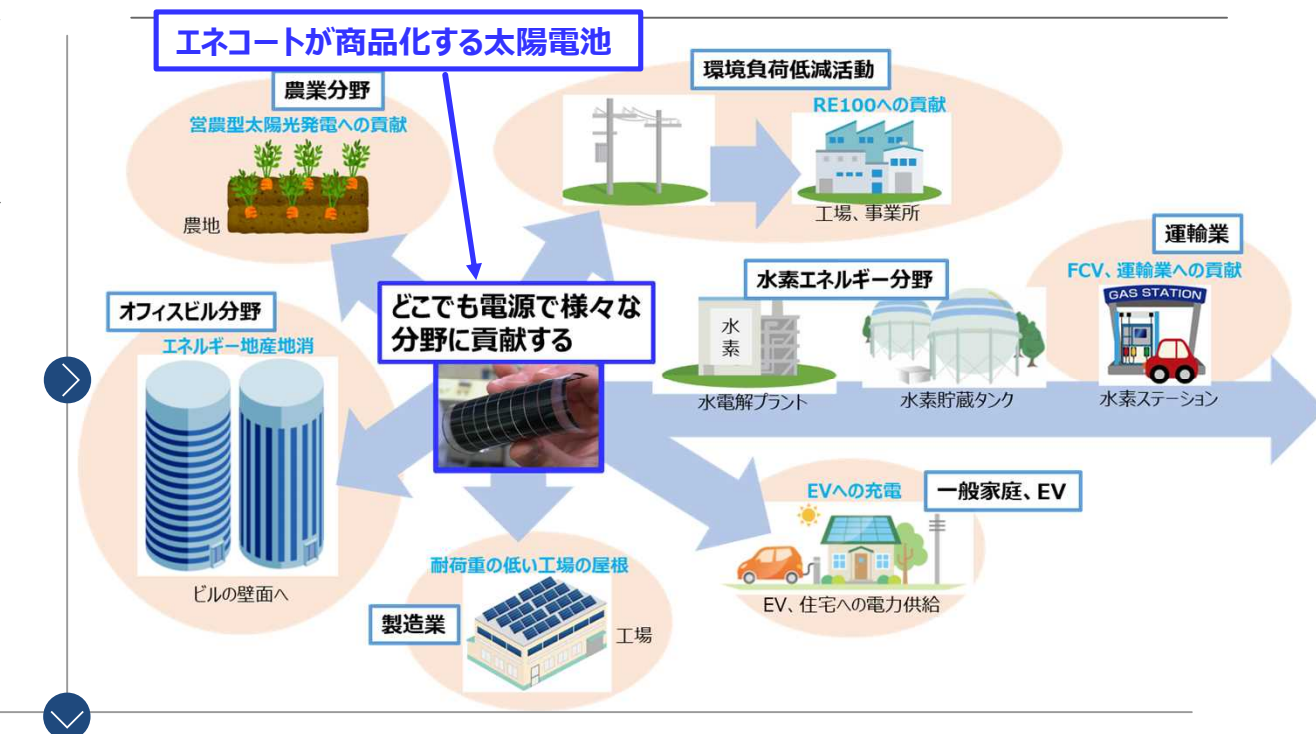 エネコートが商品化する太陽電池
農業分野
営農型太陽光発電への貢献
農地
環境負荷低減活動
RE100への貢献
工場、事業所
運輸業
FCV、運輸業への貢献
GAS STATION
水素ステーション
水素エネルギー分野
水
素
水電解プラント
水素貯蔵タンク
どこでも電源で様々な
分野に貢献する
オフィスビル分野
エネルギー地産地消
ビルの壁面へ
EVへの充電
一般家庭、EV
EV、住宅への電力供給
耐荷重の低い工場の屋根
製造業
工場